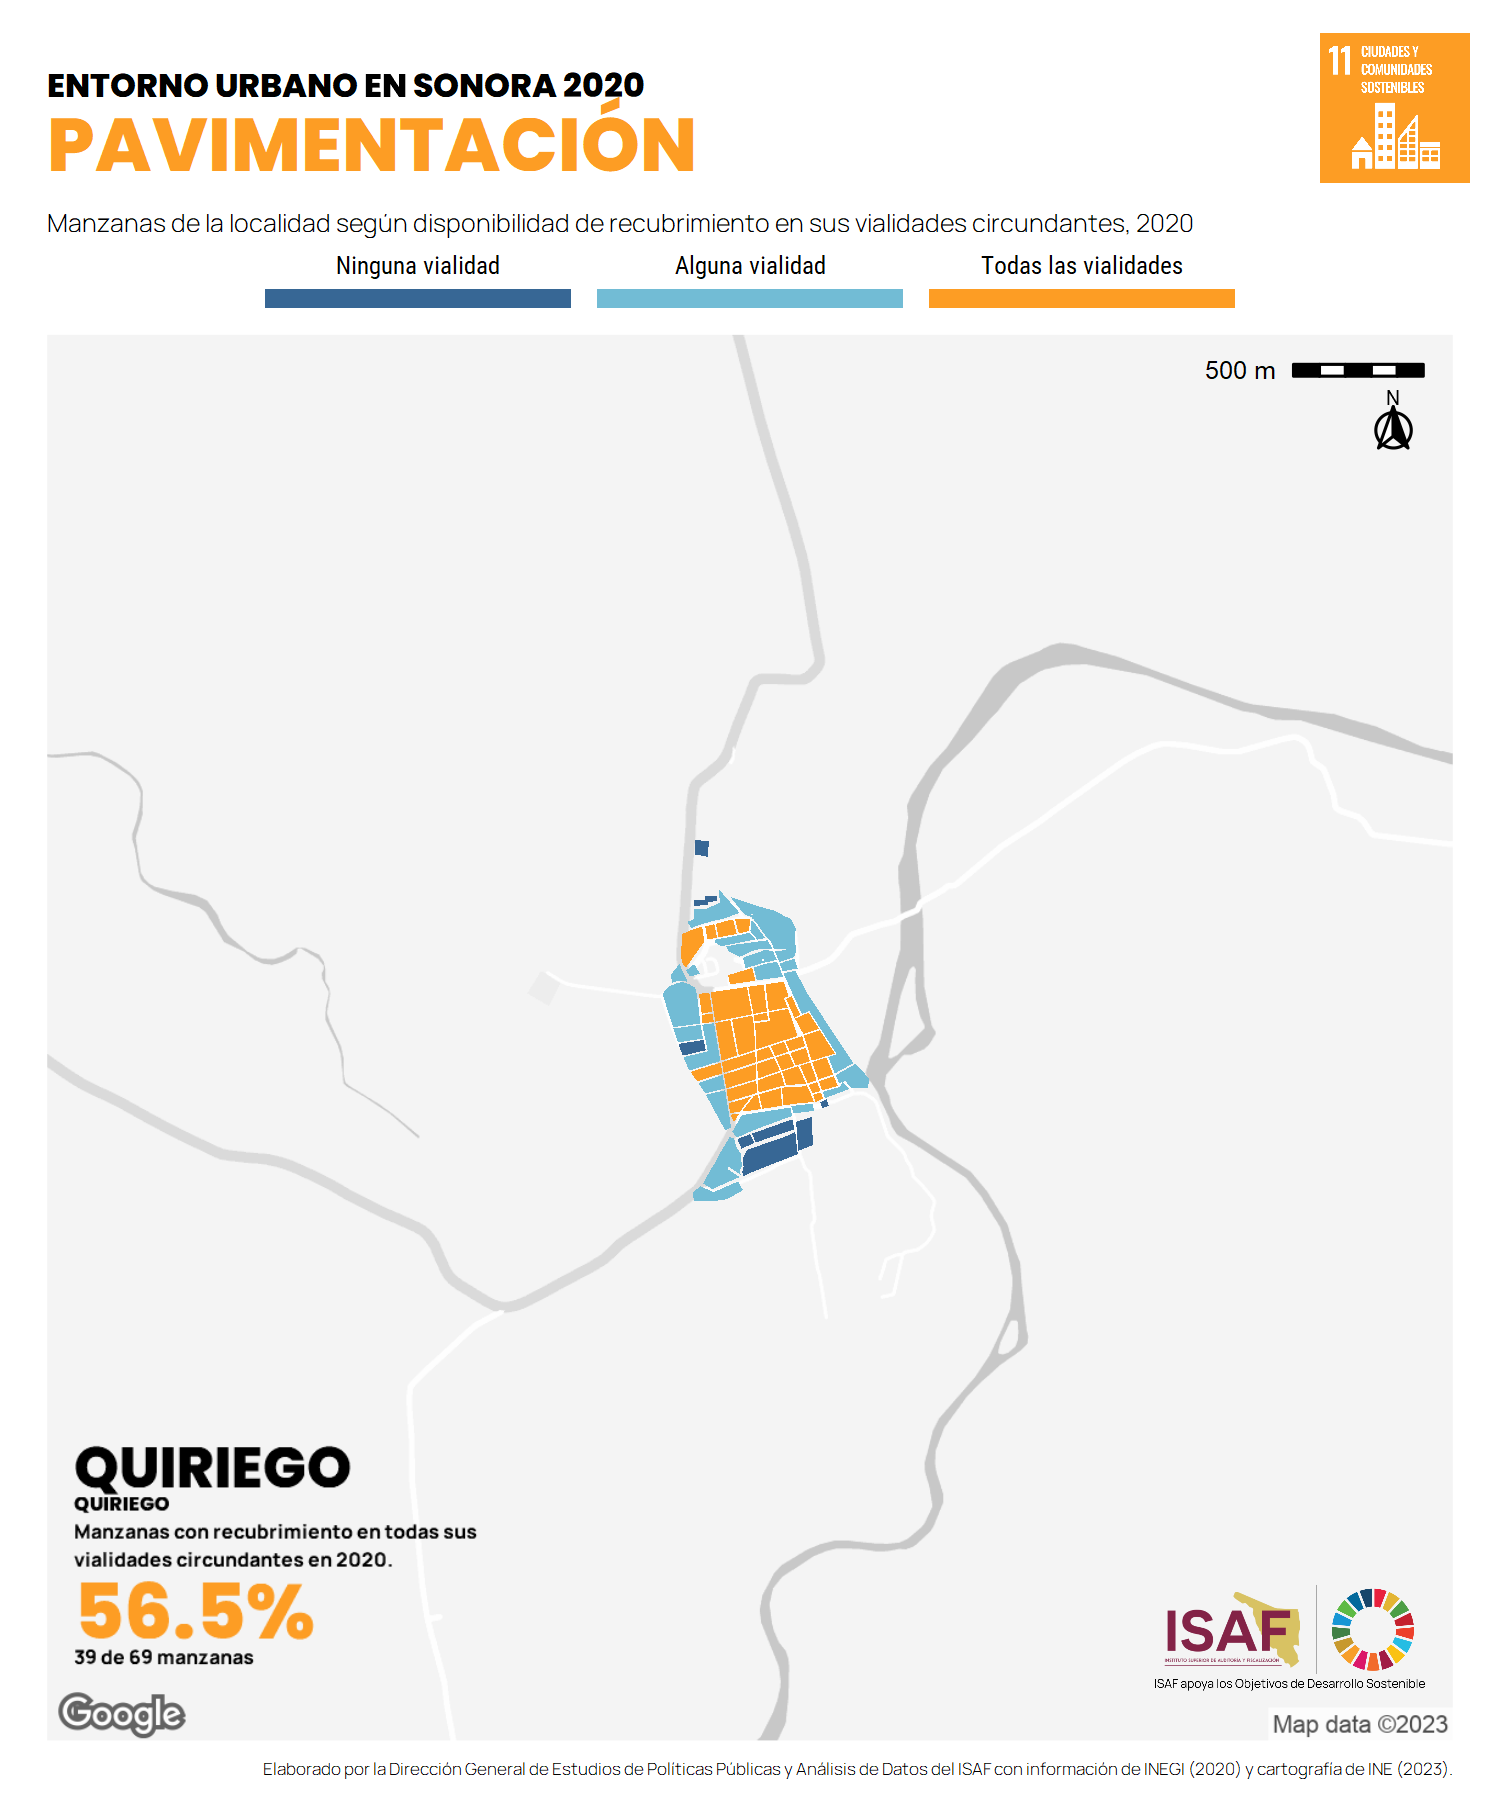 ENTORNO URBANO EN SONORA 2020
PAVIMENTACIÓN
11 CIUDADES Y
COMUNIDADES
SOSTENIBLES
Manzanas de la localidad según disponibilidad de recubrimiento en sus vialidades circundantes, 2020
Ninguna vialidad
Alguna vialidad
Todas las vialidades
500 m
N
QUIRIEGO
QUIRIEGO
Manzanas con recubrimiento en todas sus
vialidades circundantes en 2020.
56.5%
39 de 69 manzanas
Google
ISAF
INSTITUTO SUPERIOR DE AUDITORÍA Y FISCALIZACIÓN
ISAF apoya los Objetivos de Desarrollo Sostenible
Map data ©2023
Elaborado por la Dirección General de Estudios de Políticas Públicas y Análisis de Datos del ISAF con información de INEGI (2020) y cartografía de INE (2023).